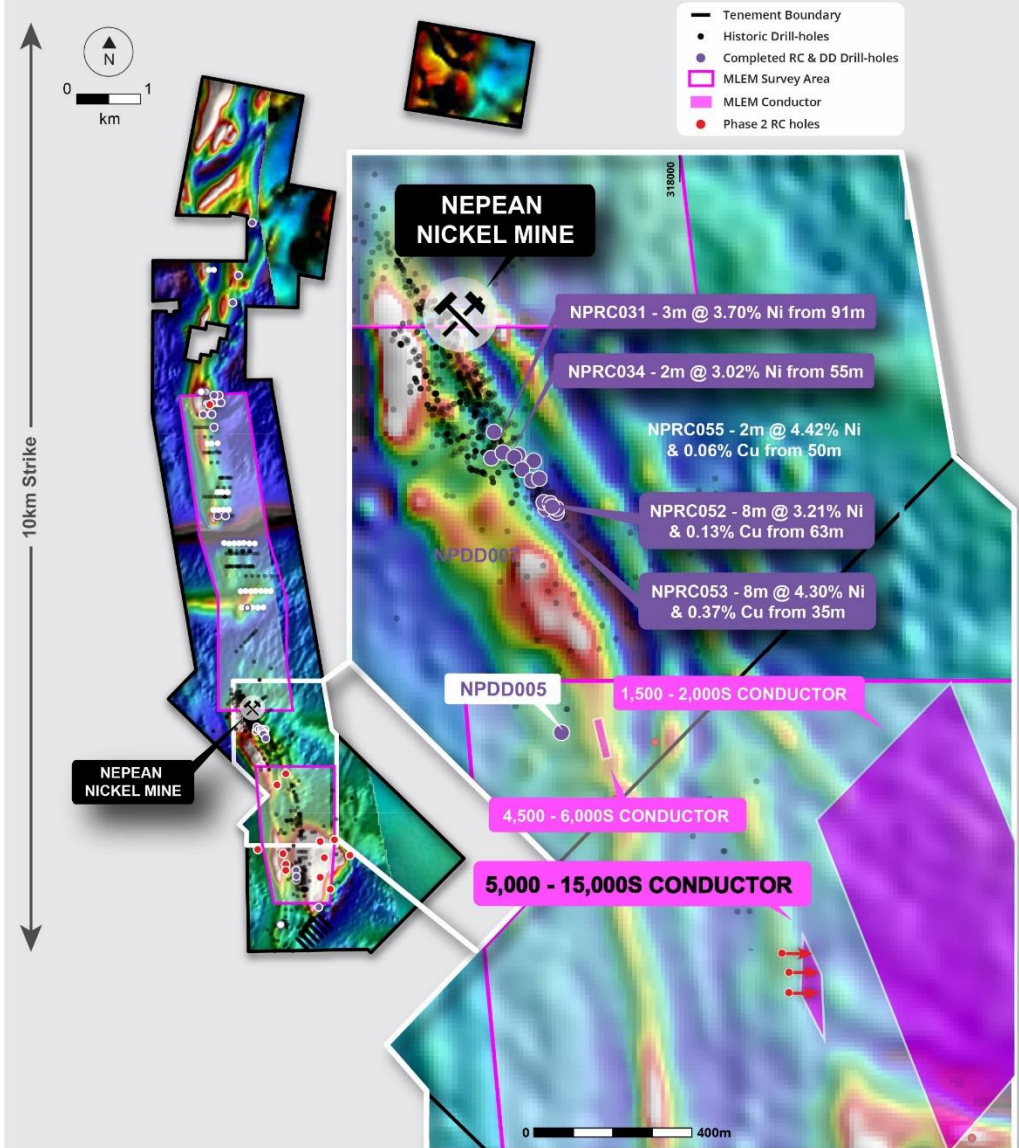 N
0
1
km
10km Strike
Tenement Boundary
Historic Drill-holes
Completed RC & DD Drill-holes
MLEM Survey Area
MLEM Conductor
Phase 2 RC holes
318000
NEPEAN
NICKEL MINE
NPRC031 - 3m @ 3.70% Ni from 91m
NPRC034 - 2m @ 3.02% Ni from 55m
NPRC055 - 2m @ 4.42% Ni
& 0.06% Cu from 50m
NPRC052 - 8m @ 3.21% Ni
& 0.13% Cu from 63m
NPRC053 - 8m @ 4.30% Ni
& 0.37% Cu from 35m
NPDD007
NPDD005
1,500 - 2,000S CONDUCTOR
4,500 - 6,000S CONDUCTOR
5,000 - 15,000S CONDUCTOR
NEPEAN
NICKEL MINE
0
400m